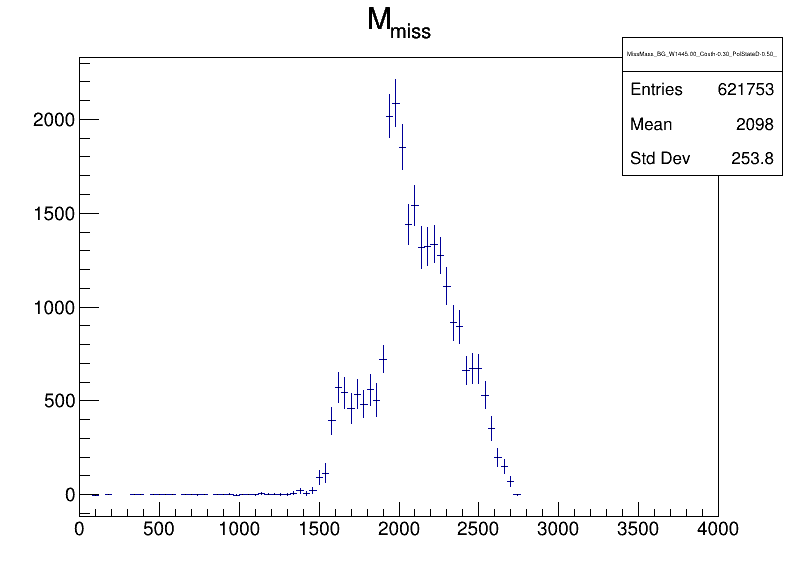 M_miss
MissMass_BG_W1445.00_Costh-0.30_PolStateD-0.50_
Entries 621753
Mean 2098
Std Dev 253.8
2000
1500
1000
500
0
0 500 1000 1500 2000 2500 3000 3500 4000